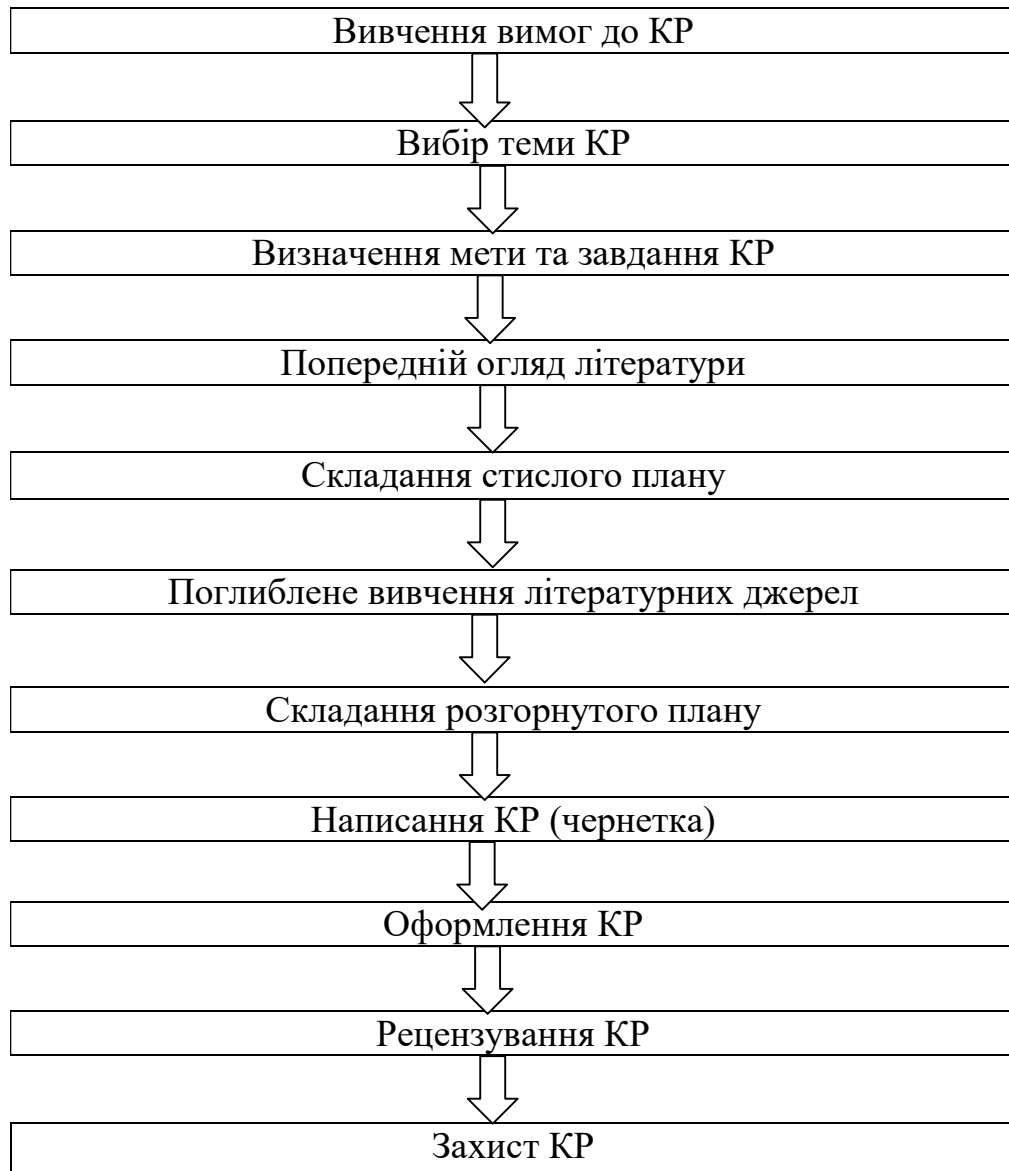 Вивчення вимог до КР
Вибір теми КР
Визначення мети та завдання КР
Попередній огляд літератури
Складання стислого плану
Поглиблене вивчення літературних джерел
Складання розгорнутого плану
Написання КР (чернетка)
Оформлення КР
Рецензування КР
Захист КР